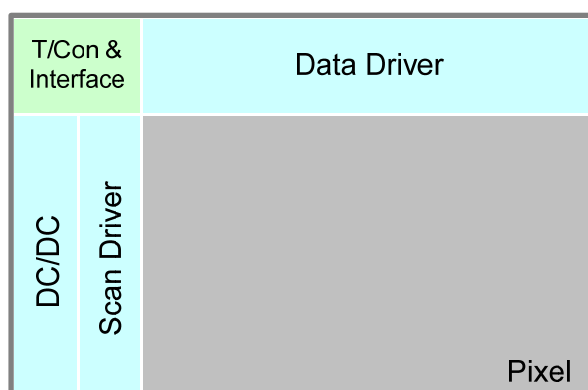 T/Con &
Interface
Data Driver
DC/DC
Scan Driver
Pixel